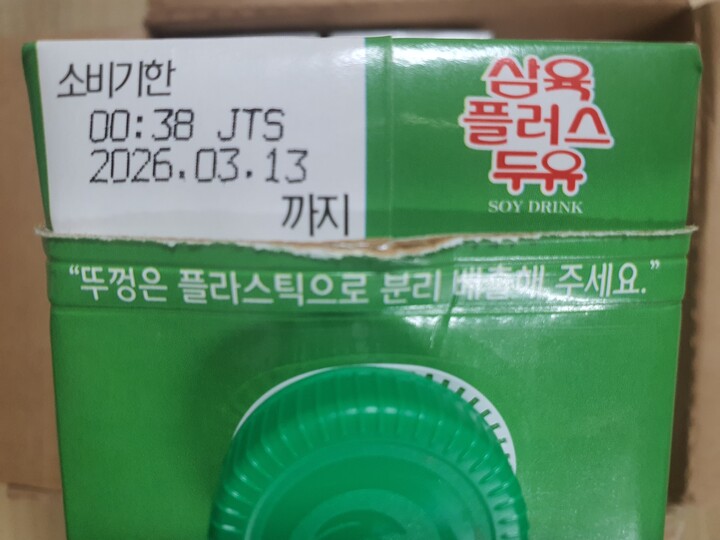 소비기한
00:38 JTS
2026.03.13
까지
삼육
플러스
두유
SOY DRINK
“뚜껑은 플라스틱으로 분리 배출해 주세요.”